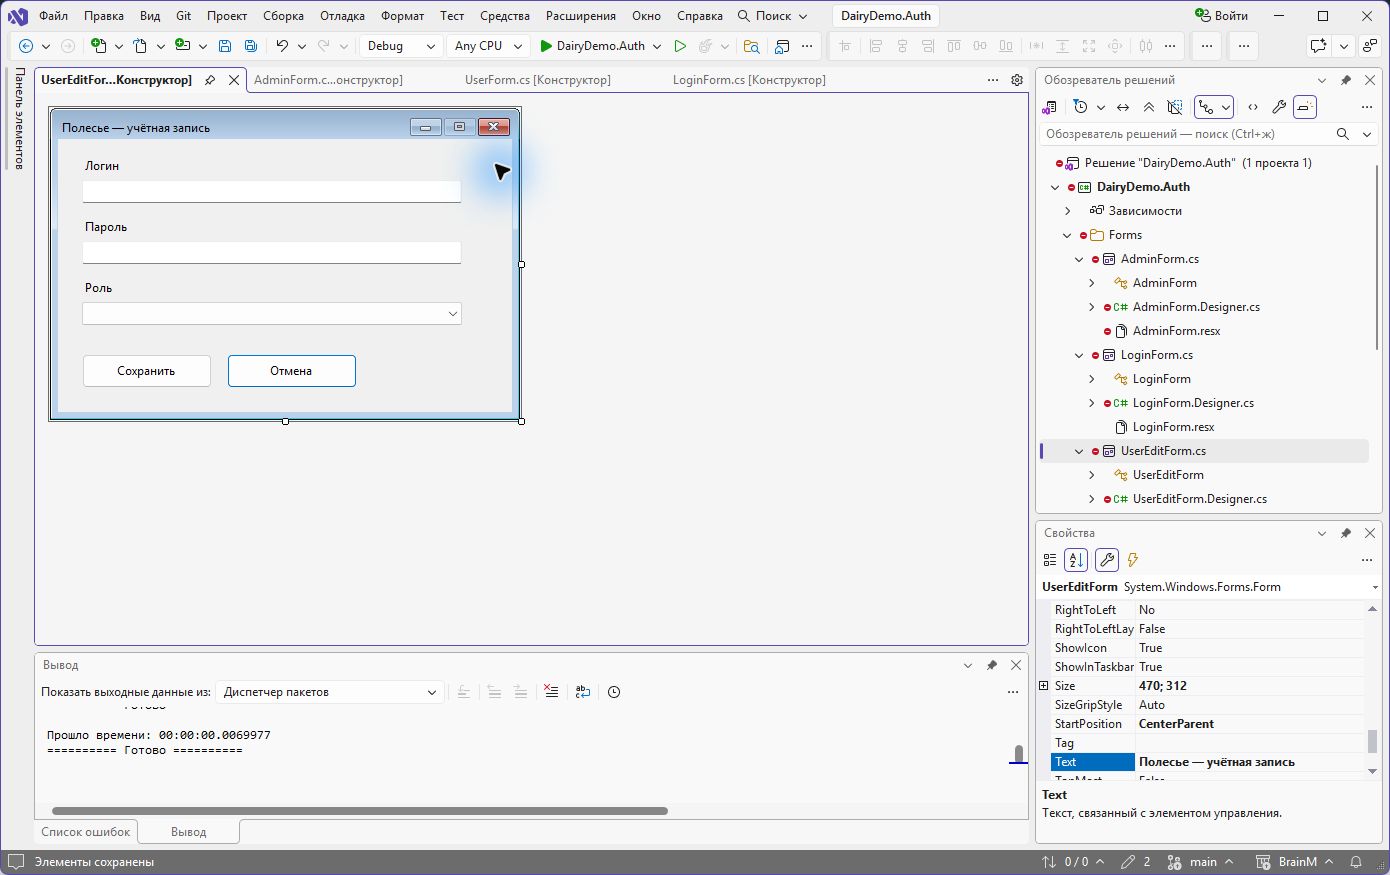 Файл Правка Вид Git Проект Сборка Отладка Формат Тест Средства Расширения Окно Справка Поиск DairyDemo.Auth Войти
Debug Any CPU DairyDemo.Auth
Панель элементов
UserEditFor...Конструктор] AdminForm.c...онструктор] UserForm.cs [Конструктор] LoginForm.cs [Конструктор]
Полесье — учётная запись
Логин
Пароль
Роль
Сохранить Отмена
Вывод
Показать выходные данные из: Диспетчер пакетов
Прошло времени: 00:00:00.0069977
========== Готово ==========
Список ошибок Вывод
Обозреватель решений
Обозреватель решений — поиск (Ctrl+ж)
Решение "DairyDemo.Auth" (1 проекта 1)
DairyDemo.Auth
Зависимости
Forms
AdminForm.cs
AdminForm
C# AdminForm.Designer.cs
AdminForm.resx
LoginForm.cs
LoginForm
C# LoginForm.Designer.cs
LoginForm.resx
UserEditForm.cs
UserEditForm
C# UserEditForm.Designer.cs
Свойства
UserEditForm System.Windows.Forms.Form
RightToLeft No
RightToLeftLay False
ShowIcon True
ShowInTaskbar True
Size 470; 312
SizeGripStyle Auto
StartPosition CenterParent
Tag
Text Полесье — учётная запись
Text
Текст, связанный с элементом управления.
Элементы сохранены 0 / 0 2 main BrainM